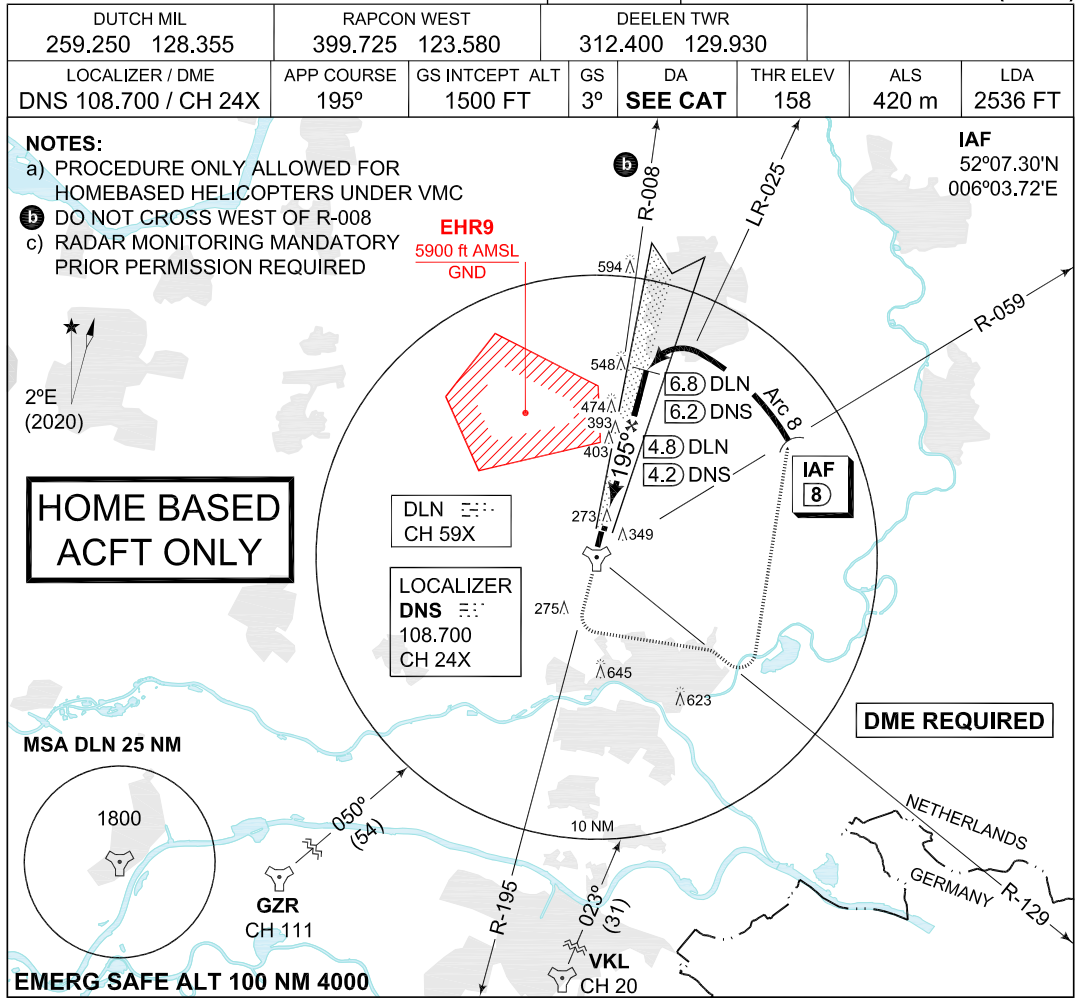 DUTCH MIL
259.250 128.355
RAPCON WEST
399.725 123.580
DEELEN TWR
312.400 129.930
LOCALIZER / DME
DNS 108.700 / CH 24X
APP COURSE
195º
GS INTCEPT ALT
1500 FT
GS
3º
DA
SEE CAT
THR ELEV
158
ALS
420 m
LDA
2536 FT
NOTES:
a) PROCEDURE ONLY ALLOWED FOR
HOMEBASED HELICOPTERS UNDER VMC
b DO NOT CROSS WEST OF R-008
c) RADAR MONITORING MANDATORY
PRIOR PERMISSION REQUIRED
IAF
52º07.30'N
006º03.72'E
b
R-008
LR-025
R-059
EHR9
5900 ft AMSL
GND
594
548
474
393
403
273
349
275
645
623
2ºE
(2020)
6.8 DLN
6.2 DNS
4.8 DLN
4.2 DNS
195º
Arc 8
IAF
8
HOME BASED
ACFT ONLY
DLN
CH 59X
LOCALIZER
DNS
108.700
CH 24X
DME REQUIRED
MSA DLN 25 NM
1800
050º
(54)
GZR
CH 111
10 NM
R-195
023º
(31)
VKL
CH 20
NETHERLANDS
GERMANY
R-129
EMERG SAFE ALT 100 NM 4000